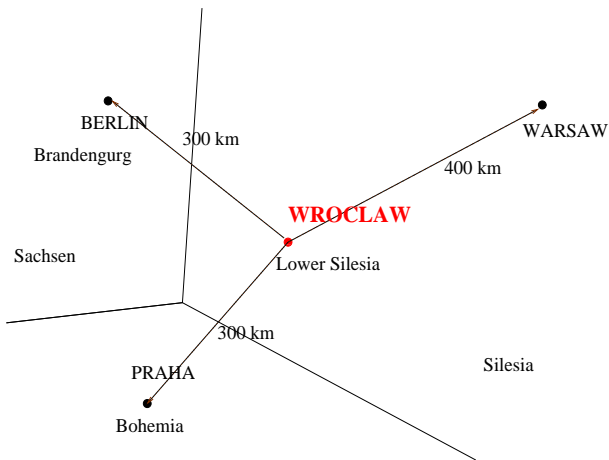 BERLIN
WARSAW
300 km
Brandengurg
400 km
WROCLAW
Sachsen
Lower Silesia
300 km
Silesia
PRAHA
Bohemia